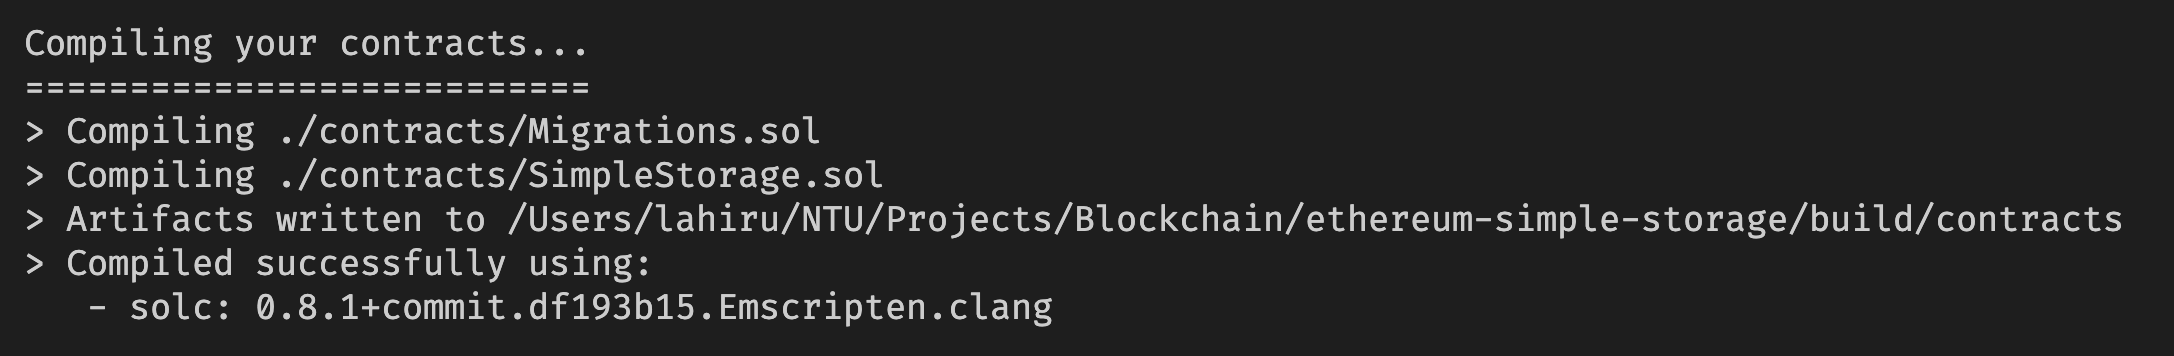 Compiling your contracts...
===========================
> Compiling ./contracts/Migrations.sol
> Compiling ./contracts/SimpleStorage.sol
> Artifacts written to /Users/lahiru/NTU/Projects/Blockchain/ethereum-simple-storage/build/contracts
> Compiled successfully using:
   - solc: 0.8.1+commit.df193b15.Emscripten.clang